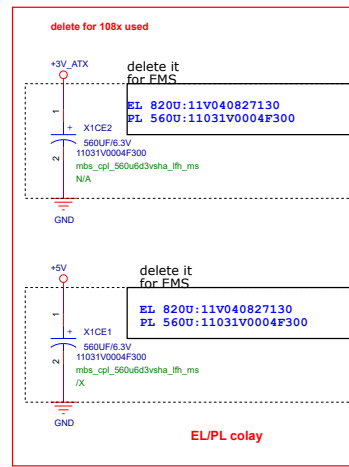 delete for 108x used
+3V_ATX
delete it
for EMS
EL 820U:11V040827130
PL 560U:11031V0004F300
1
+ X1CE2
560UF/6.3V
2
11031V0004F300
mbs_cpl_560u6d3vsha_lfh_ms
N/A
GND
+5V
delete it
for EMS
EL 820U:11V040827130
PL 560U:11031V0004F300
1
+ X1CE1
560UF/6.3V
2
11031V0004F300
mbs_cpl_560u6d3vsha_lfh_ms
/X
GND
EL/PL colay